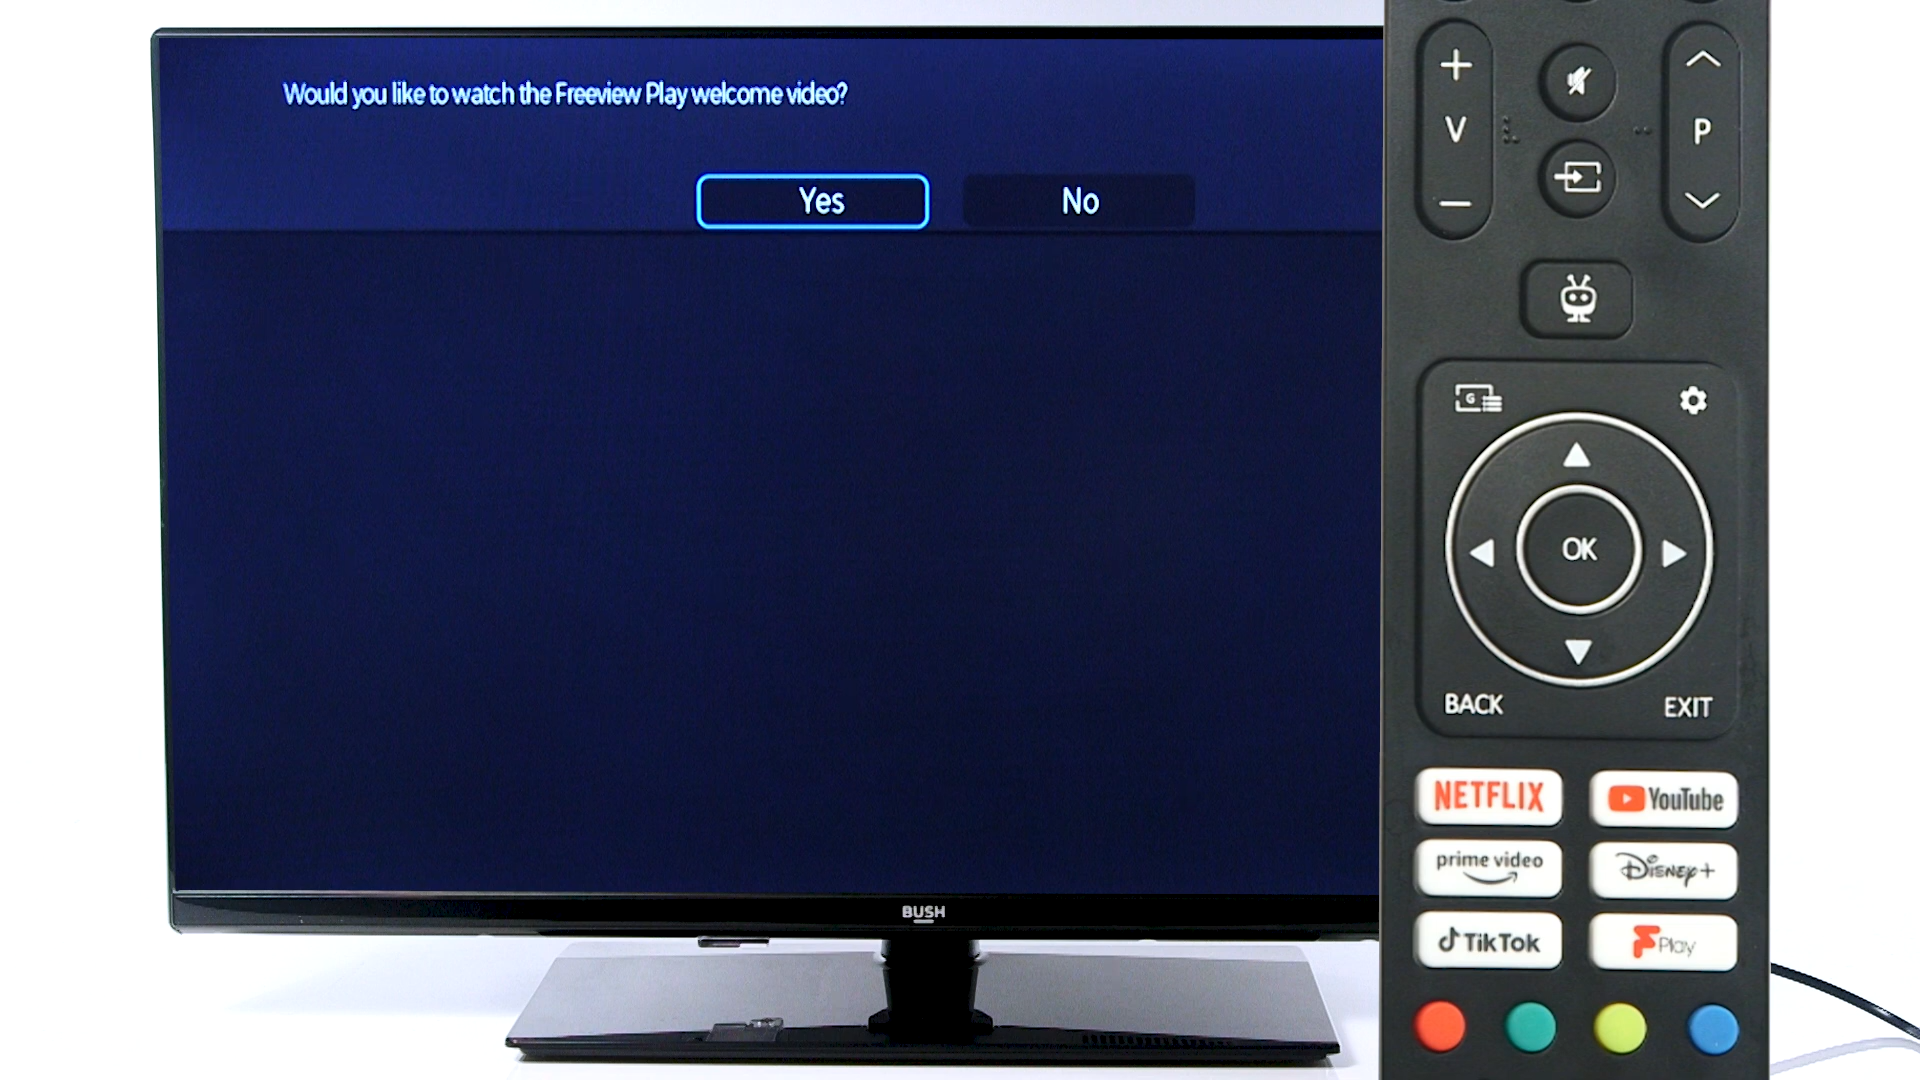 Would you like to watch the Freeview Play welcome video?
Yes No
BUSH
+
V
—
P
G
OK
BACK
EXIT
NETFLIX
YouTube
prime video
Disney+
TikTok
F Play